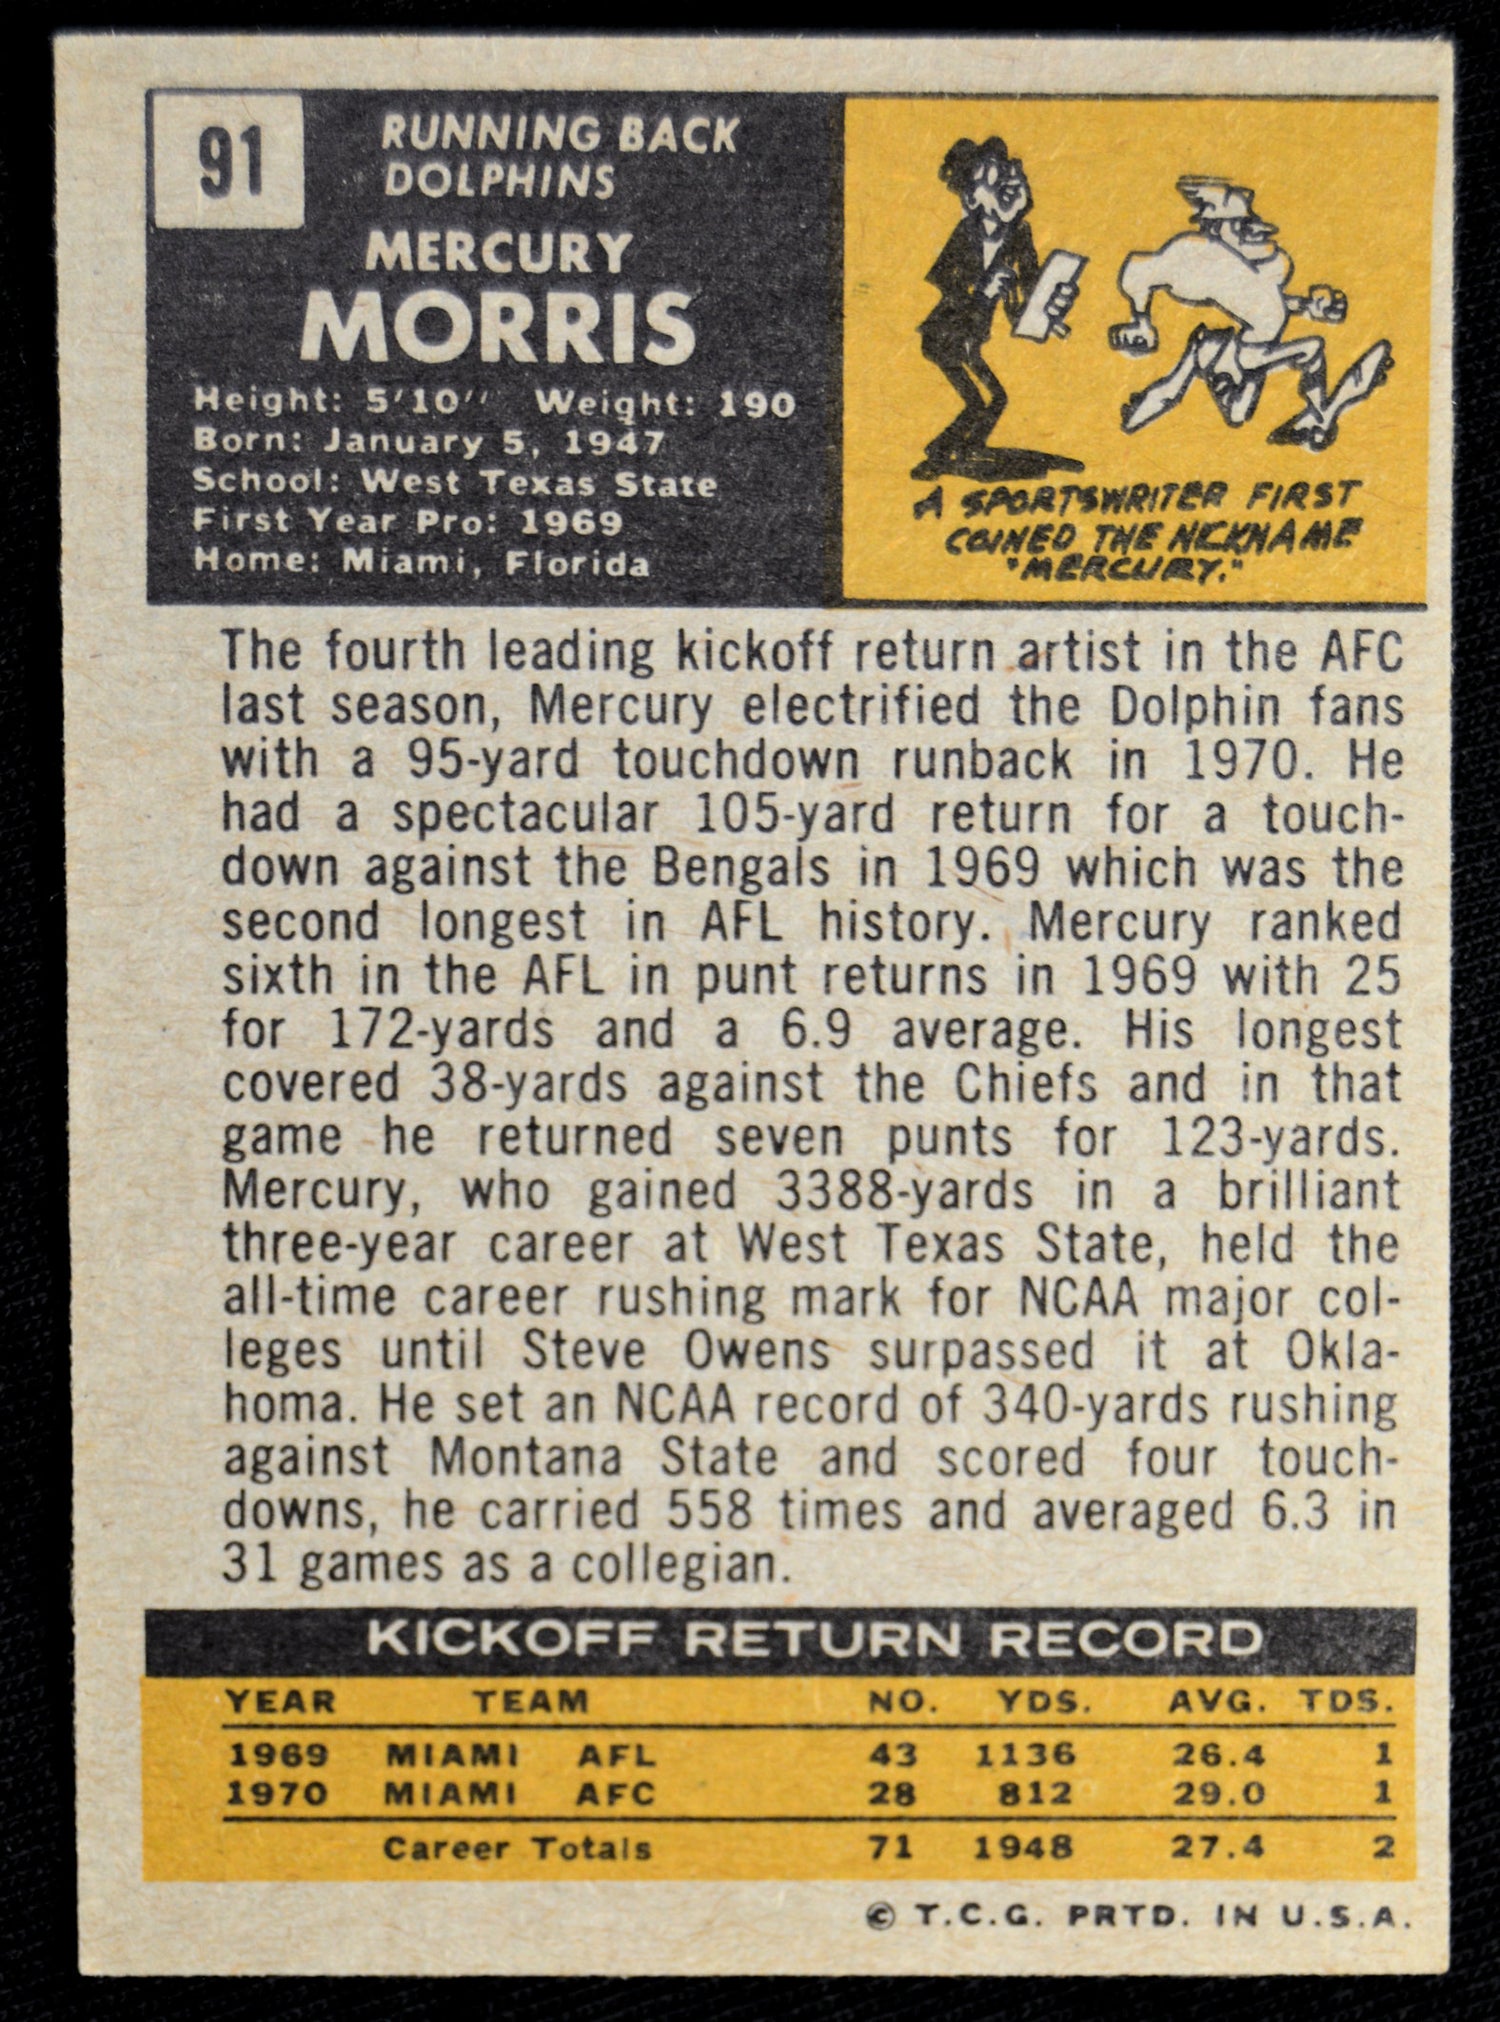 91
RUNNING BACK
DOLPHINS
MERCURY
MORRIS
Height: 5'10" Weight: 190
Born: January 5, 1947
School: West Texas State
First Year Pro: 1969
Home: Miami, Florida
A SPORTSWRITER FIRST
COINED THE NICKNAME
"MERCURY."
The fourth leading kickoff return artist in the AFC
last season, Mercury electrified the Dolphin fans
with a 95-yard touchdown runback in 1970. He
had a spectacular 105-yard return for a touch-
down against the Bengals in 1969 which was the
second longest in AFL history. Mercury ranked
sixth in the AFL in punt returns in 1969 with 25
for 172-yards and a 6.9 average. His longest
covered 38-yards against the Chiefs and in that
game he returned seven punts for 123-yards.
Mercury, who gained 3388-yards in a brilliant
three-year career at West Texas State, held the
all-time career rushing mark for NCAA major col-
leges until Steve Owens surpassed it at Okla-
homa. He set an NCAA record of 340-yards rushing
against Montana State and scored four touch-
downs, he carried 558 times and averaged 6.3 in
31 games as a collegian.
KICKOFF RETURN RECORD
YEAR TEAM NO. YDS. AVG. TDS.
1969 MIAMI AFL 43 1136 26.4 1
1970 MIAMI AFC 28 812 29.0 1
Career Totals 71 1948 27.4 2
© T.C.G. PRTD. IN U.S.A.